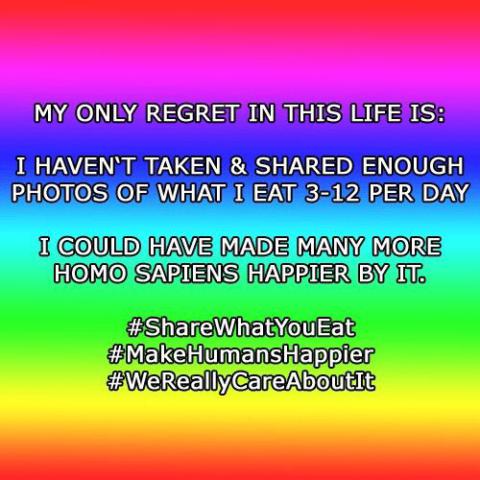 MY ONLY REGRET IN THIS LIFE IS:
I HAVEN'T TAKEN & SHARED ENOUGH
PHOTOS OF WHAT I EAT 3-12 PER DAY
I COULD HAVE MADE MANY MORE
HOMO SAPIENS HAPPIER BY IT.
#ShareWhatYouEat
#MakeHumansHappier
#WeReallyCareAboutIt